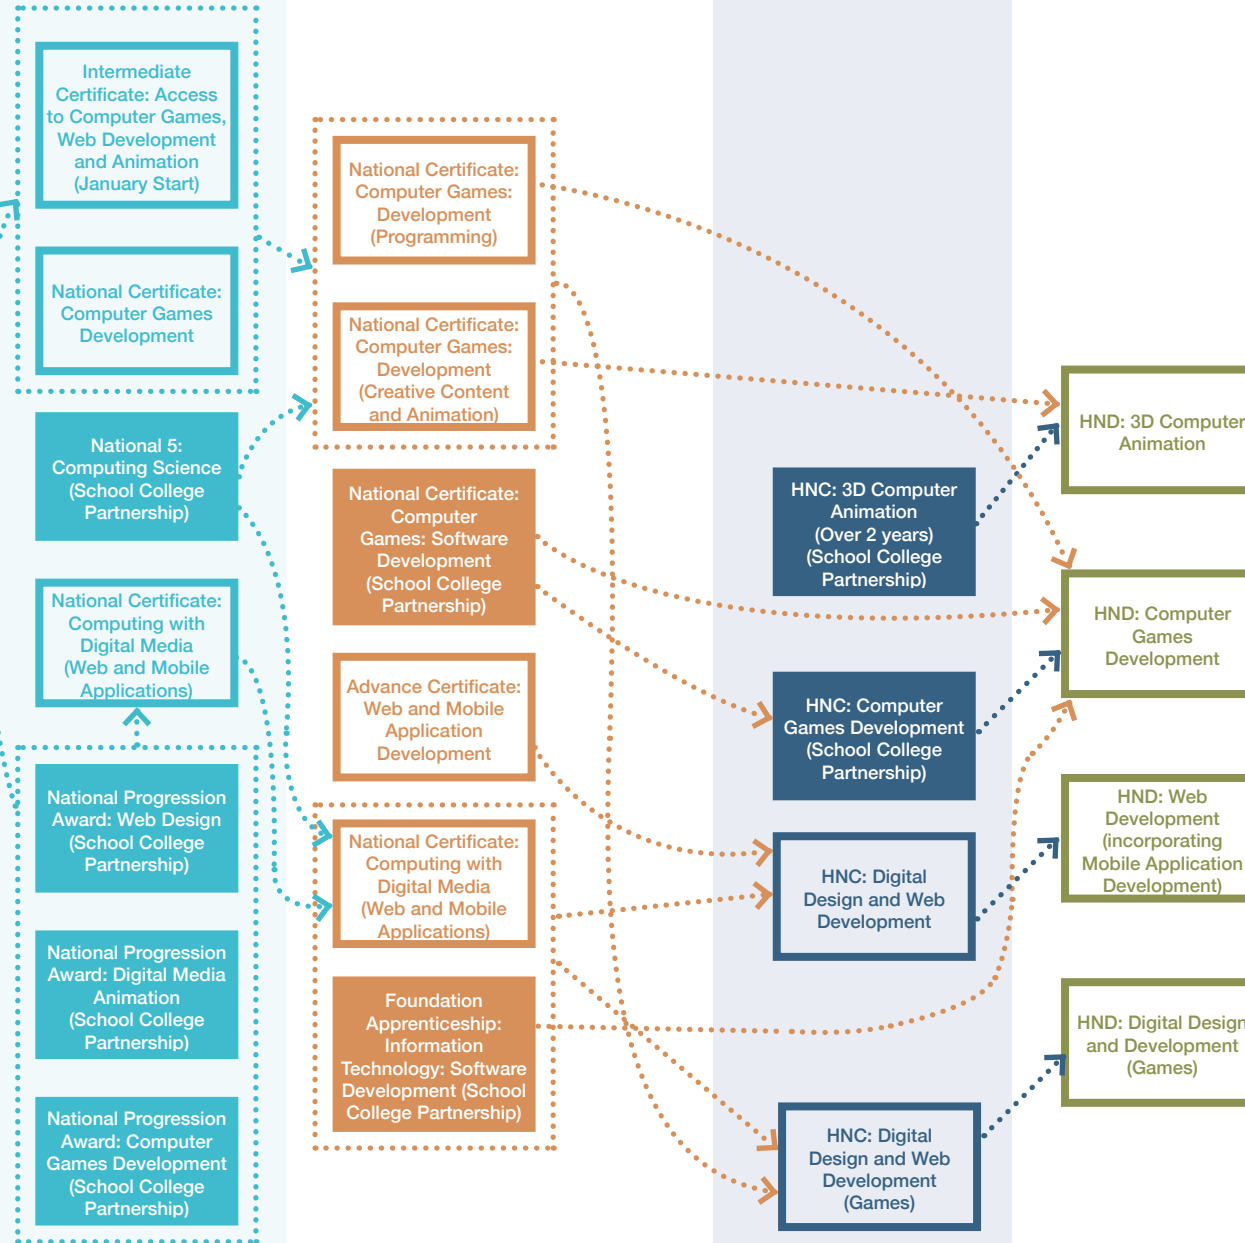 Intermediate
Certificate: Access
to Computer Games,
Web Development
and Animation
(January Start)
National Certificate:
Computer Games
Development
National 5:
Computing Science
(School College
Partnership)
National Certificate:
Computing with
Digital Media
(Web and Mobile
Applications)
National Progression
Award: Web Design
(School College
Partnership)
National Progression
Award: Digital Media
Animation
(School College
Partnership)
National Progression
Award: Computer
Games Development
(School College
Partnership)
National Certificate:
Computer Games:
Development
(Programming)
National Certificate:
Computer Games:
Development
(Creative Content
and Animation)
National Certificate:
Computer
Games: Software
Development
(School College
Partnership)
Advance Certificate:
Web and Mobile
Application
Development
National Certificate:
Computing with
Digital Media
(Web and Mobile
Applications)
Foundation
Apprenticeship:
Information
Technology: Software
Development (School
College Partnership)
HNC: 3D Computer
Animation
(Over 2 years)
(School College
Partnership)
HNC: Computer
Games Development
(School College
Partnership)
HNC: Digital
Design and Web
Development
HNC: Digital
Design and Web
Development
(Games)
HND: 3D Computer
Animation
HND: Computer
Games
Development
HND: Web
Development
(incorporating
Mobile Application
Development)
HND: Digital Design
and Development
(Games)